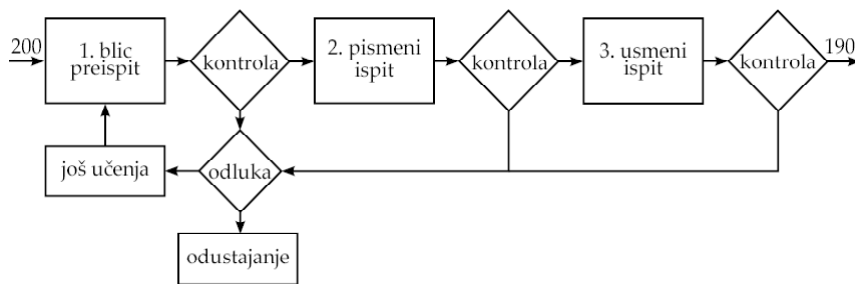 200
1. blic
preispit
kontrola
2. pismeni
ispit
kontrola
3. usmeni
ispit
kontrola
190
još učenja
odluka
odustajanje